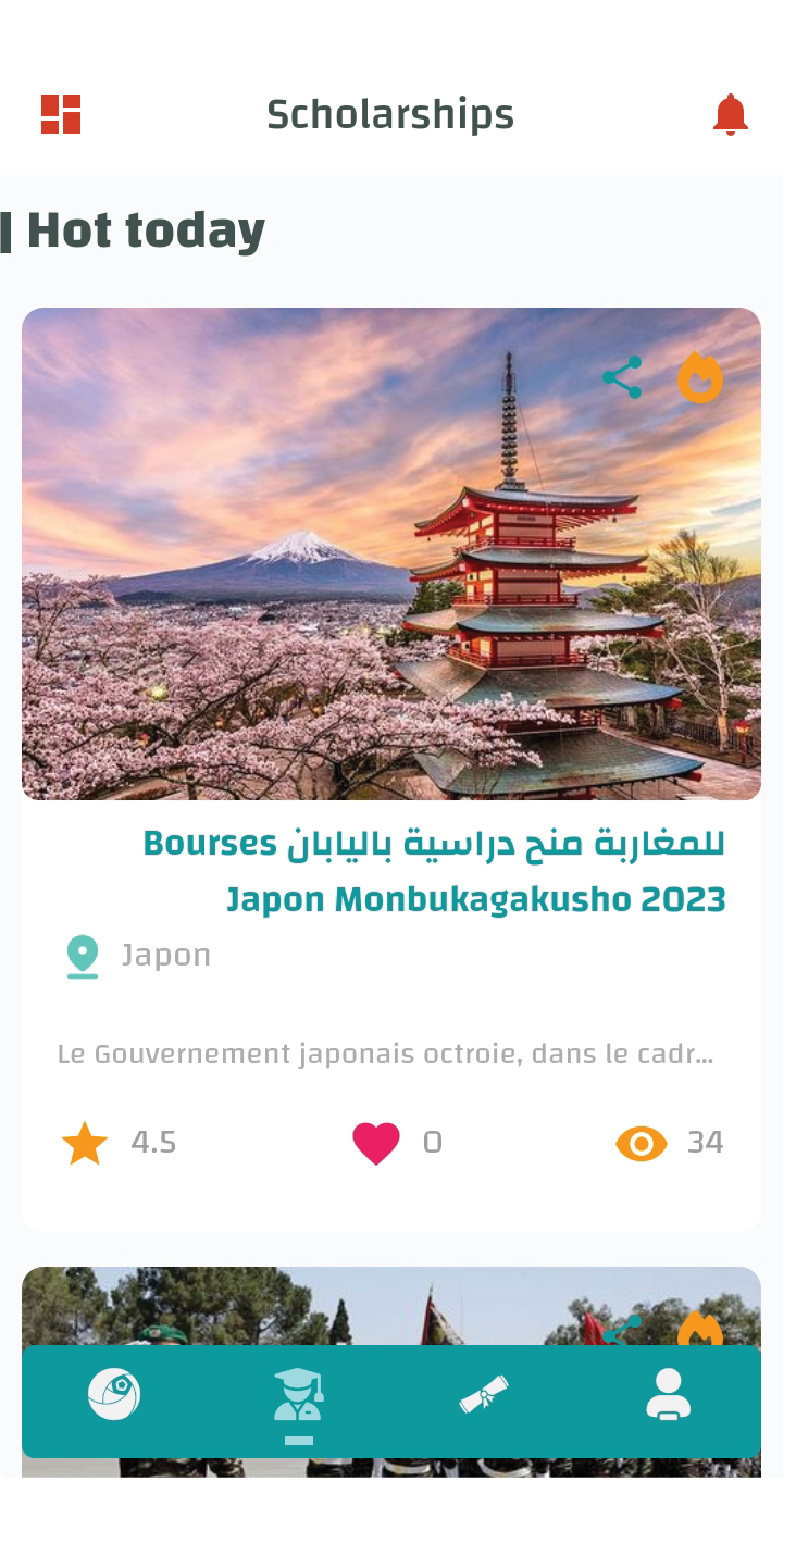 Scholarships
Hot today
للمغاربة منح دراسية باليابان Bourses
Japon Monbukagakusho 2023
Japon
Le Gouvernement japonais octroie, dans le cadr...
4.5
0
34